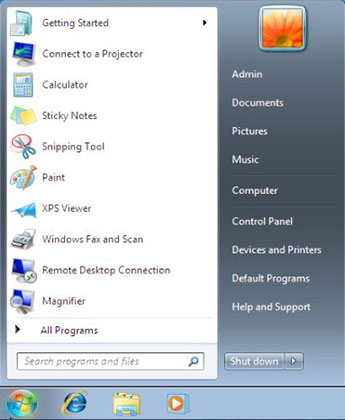 Getting Started
Connect to a Projector
Calculator
Sticky Notes
Snipping Tool
Paint
XPS Viewer
Windows Fax and Scan
Remote Desktop Connection
Magnifier
All Programs
Search programs and files
Admin
Documents
Pictures
Music
Computer
Control Panel
Devices and Printers
Default Programs
Help and Support
Shut down